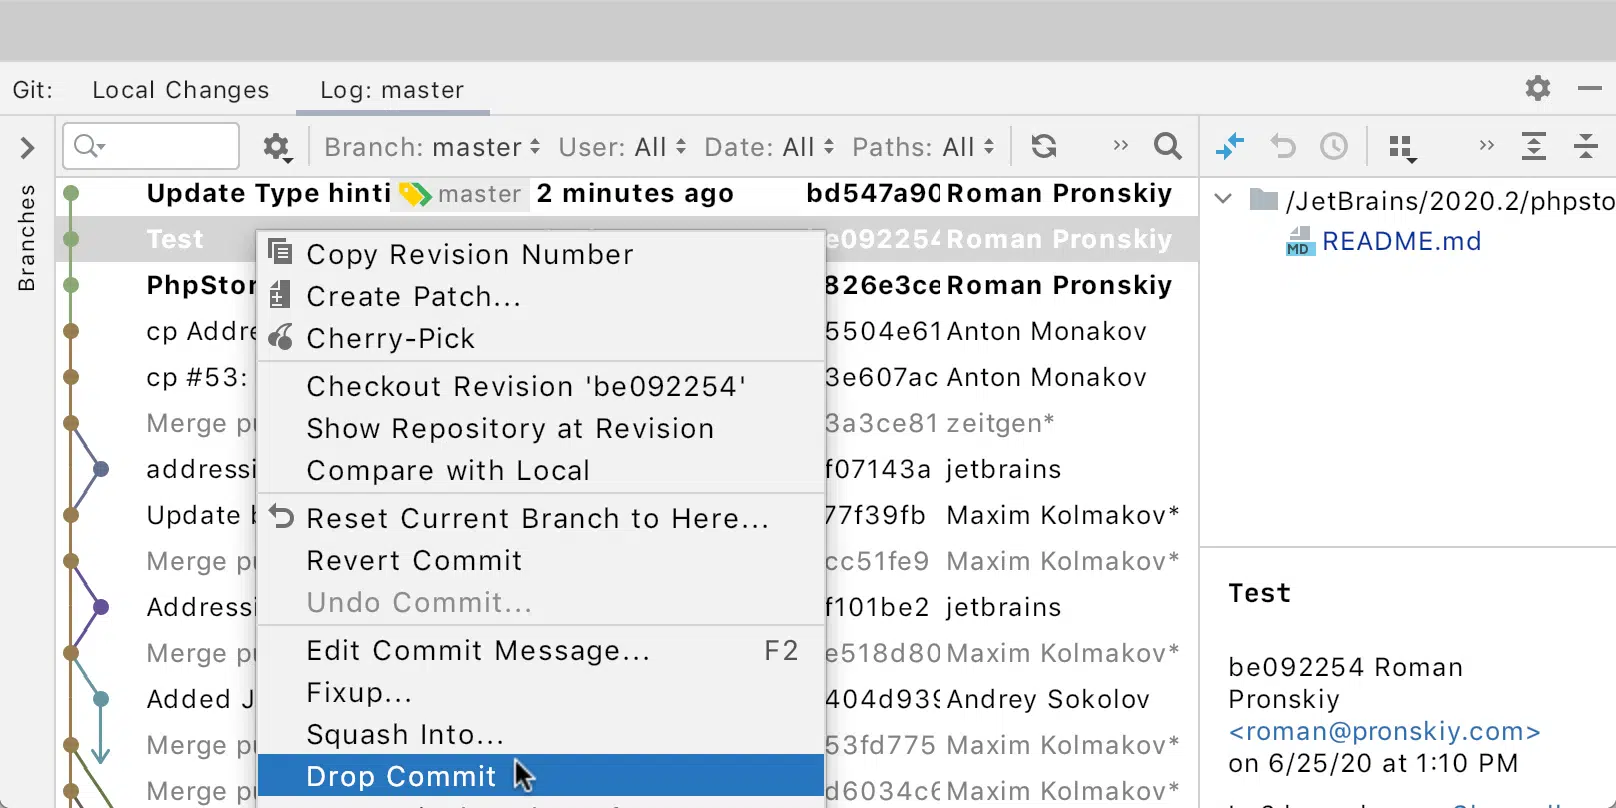 Git: Local Changes Log: master
Branch: master User: All Date: All Paths: All
Branches
Update Type hinti master 2 minutes ago bd547a90 Roman Pronskiy
Test e092254 Roman Pronskiy
PhpStor 826e3ce Roman Pronskiy
cp Addre 5504e61 Anton Monakov
cp #53: 3e607ac Anton Monakov
Merge pu 3a3ce81 zeitgen*
addressi f07143a jetbrains
Update b 77f39fb Maxim Kolmakov*
Merge pu cc51fe9 Maxim Kolmakov*
Addressi f101be2 jetbrains
Merge pu e518d80 Maxim Kolmakov*
Added J 404d939 Andrey Sokolov
Merge pu 53fd775 Maxim Kolmakov*
Merge pu d6034c6 Maxim Kolmakov*
Copy Revision Number
Create Patch...
Cherry-Pick
Checkout Revision 'be092254'
Show Repository at Revision
Compare with Local
Reset Current Branch to Here...
Revert Commit
Undo Commit...
Edit Commit Message... F2
Fixup...
Squash Into...
Drop Commit
/JetBrains/2020.2/phpsto
MD README.md
Test
be092254 Roman
Pronskiy
<roman@pronskiy.com>
on 6/25/20 at 1:10 PM